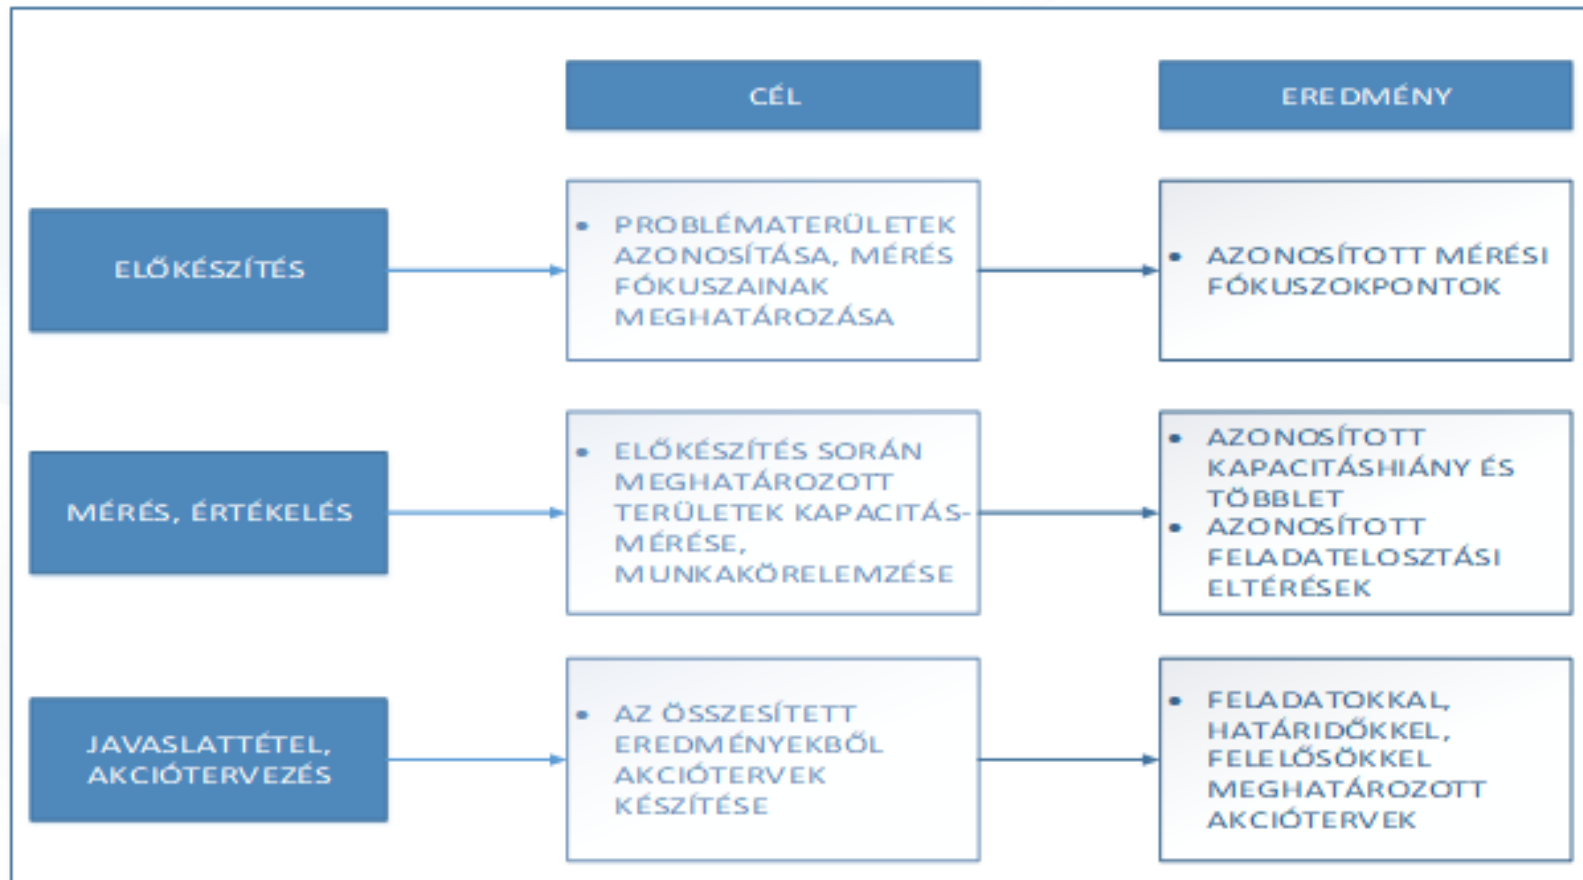 CÉL
EREDMÉNY
ELŐKÉSZÍTÉS
• PROBLÉMATERÜLETEK
AZONOSÍTÁSA, MÉRÉS
FÓKUSZAINAK
MEGHATÁROZÁSA
• AZONOSÍTOTT MÉRÉSI
FÓKUSZOKPONTOK
MÉRÉS, ÉRTÉKELÉS
• ELŐKÉSZÍTÉS SORÁN
MEGHATÁROZOTT
TERÜLETEK KAPACITÁS-
MÉRÉSE,
MUNKAKÖRELEMZÉSE
• AZONOSÍTOTT
KAPACITÁSHIÁNY ÉS
TÖBBLET
• AZONOSÍTOTT
FELADATELOSZTÁSI
ELTÉRÉSEK
JAVASLATTÉTEL,
AKCIÓTERVEZÉS
• AZ ÖSSZESÍTETT
EREDMÉNYEKBŐL
AKCIÓTERVEK
KÉSZÍTÉSE
• FELADATOKKAL,
HATÁRIDŐKKEL,
FELELŐSÖKKEL
MEGHATÁROZOTT
AKCIÓTERVEK